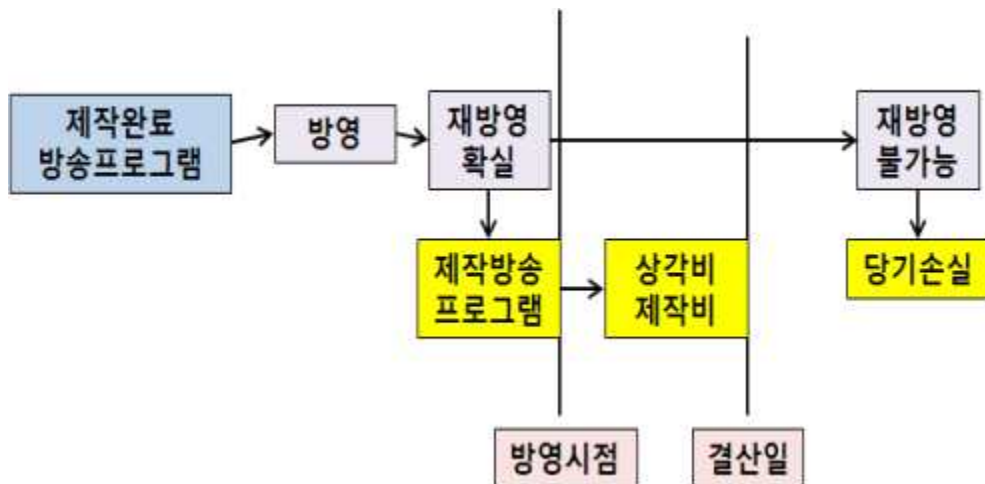 제작완료
방송프로그램
방영
재방영
확실
재방영
불가능
제작방송
프로그램
상각비
제작비
당기손실
방영시점
결산일